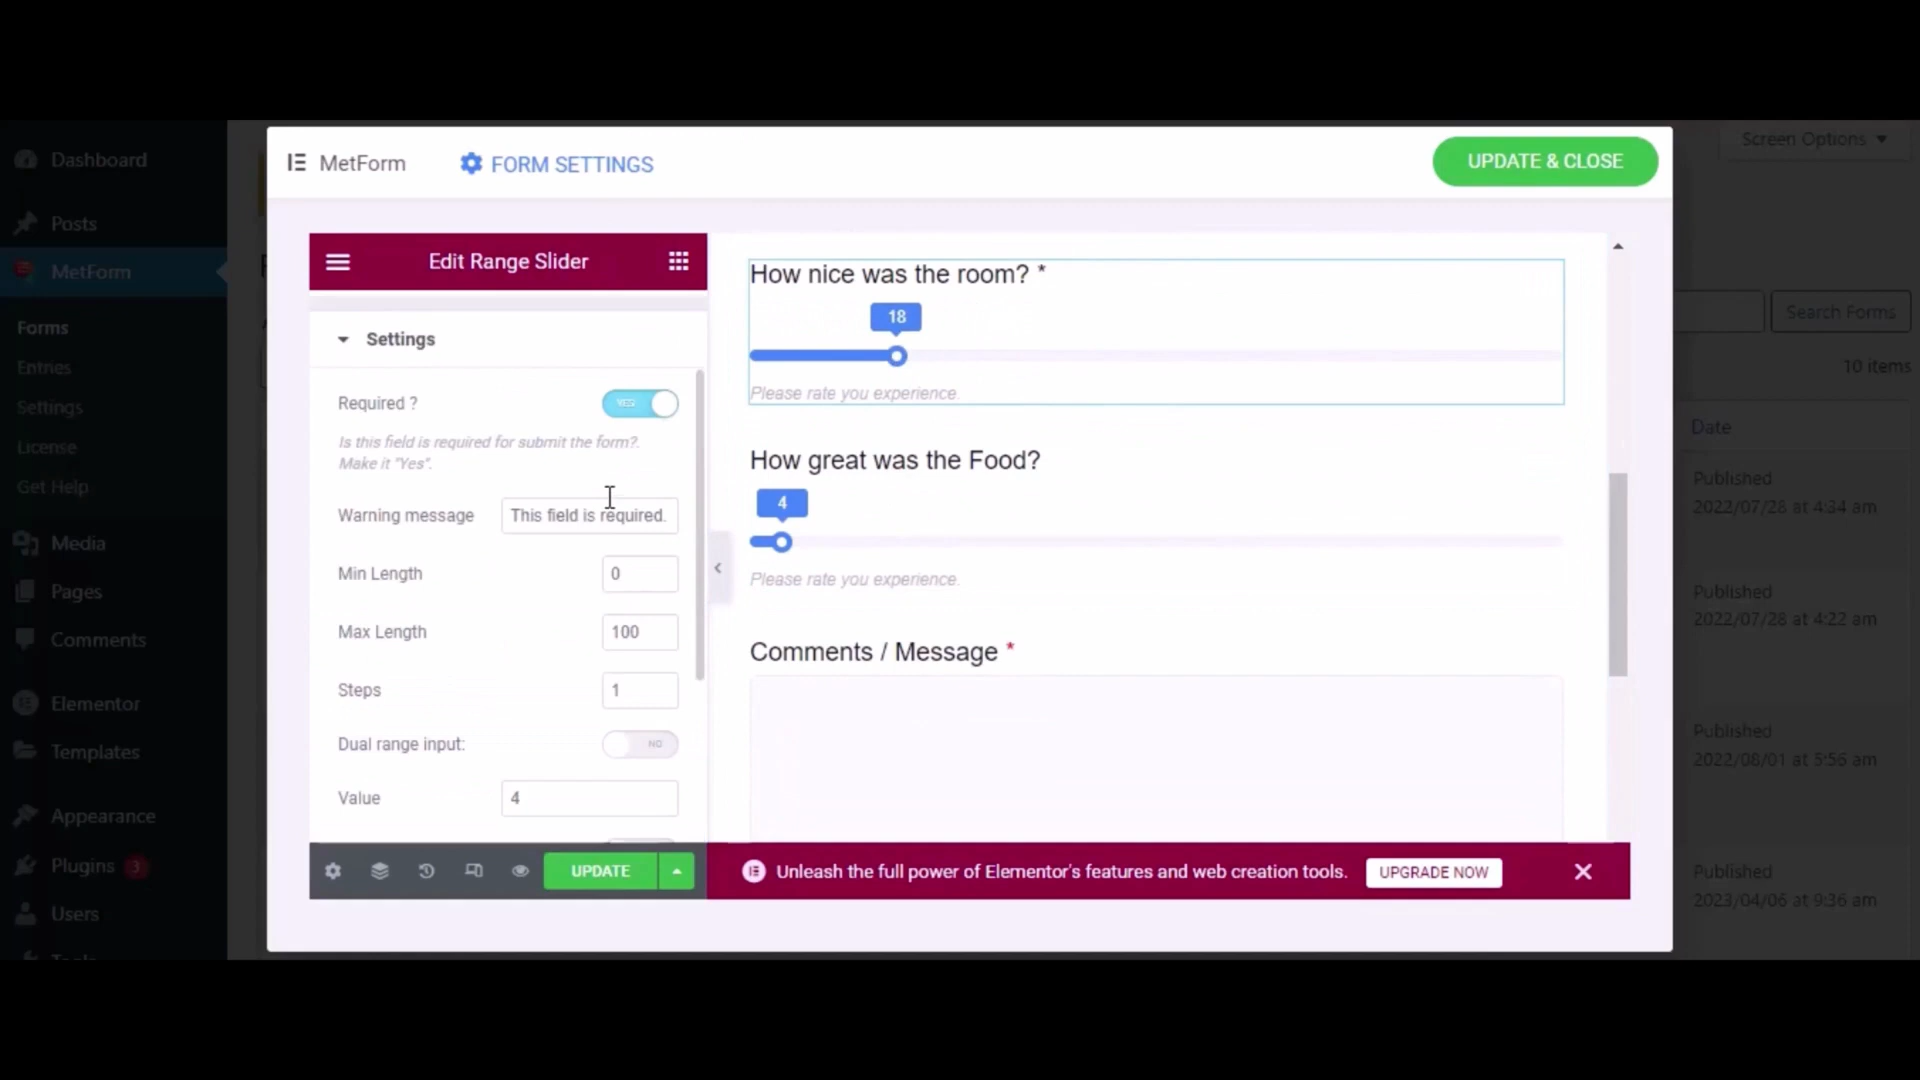 Dashboard
Posts
MetForm
Forms
Entries
Settings
License
Get Help
Media
Pages
Comments
Elementor
Templates
Appearance
Plugins 3
Users
MetForm
FORM SETTINGS
UPDATE & CLOSE
Edit Range Slider
Settings
Required ?
YES
Is this field is required for submit the form?.
Make it "Yes".
Warning message
This field is required.
Min Length
0
Max Length
100
Steps
1
Dual range input:
NO
Value
4
UPDATE
How nice was the room? *
18
Please rate you experience.
How great was the Food?
4
Please rate you experience.
Comments / Message *
Unleash the full power of Elementor's features and web creation tools.
UPGRADE NOW
Screen Options
Search Forms
10 items
Date
Published
2022/07/28 at 4:34 am
Published
2022/07/28 at 4:22 am
Published
2022/08/01 at 5:56 am
Published
2023/04/06 at 9:36 am